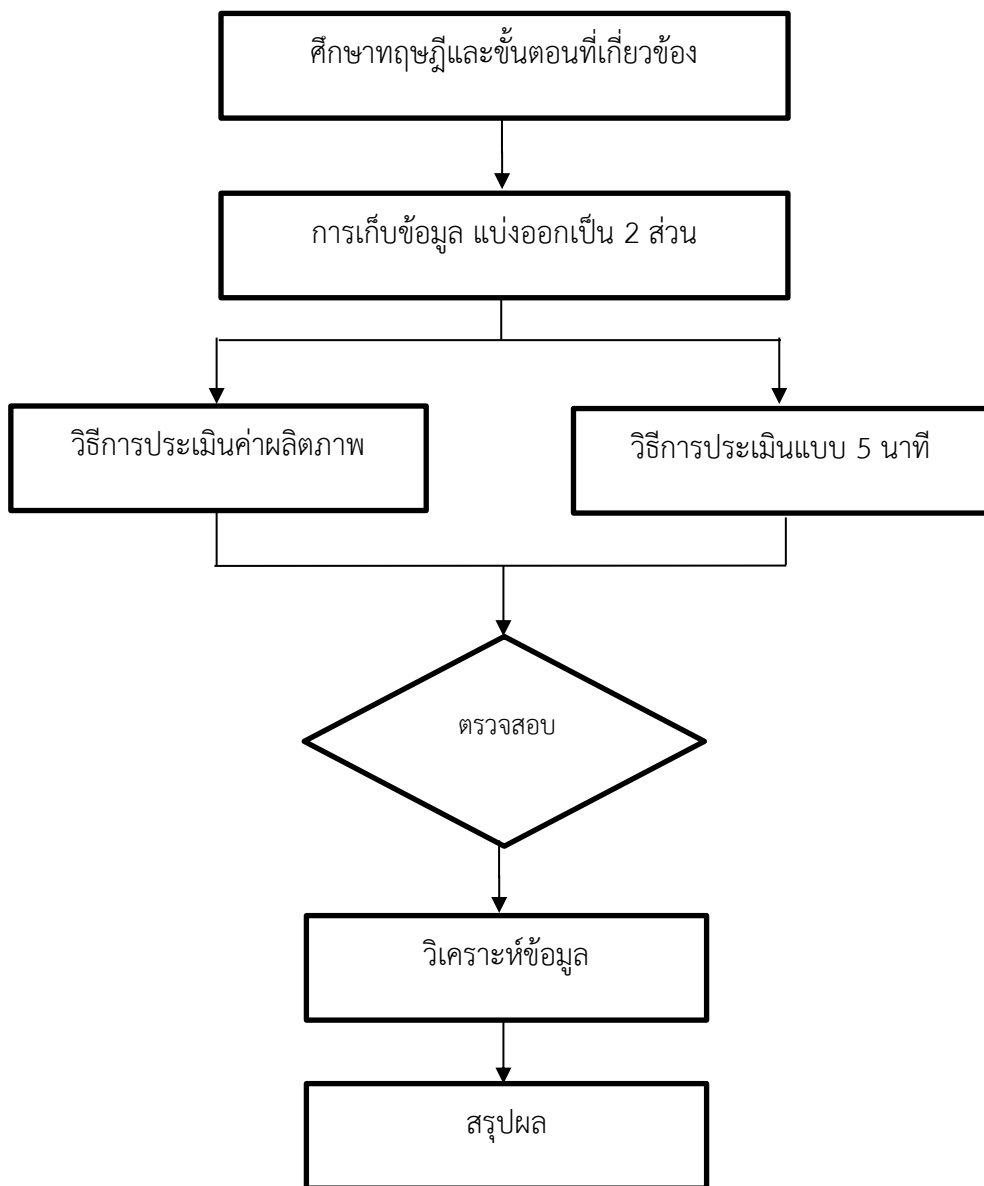 ศึกษาทฤษฎีและขั้นตอนที่เกี่ยวข้อง
การเก็บข้อมูล แบ่งออกเป็น 2 ส่วน
วิธีการประเมินค่าผลิตภาพ
วิธีการประเมินแบบ 5 นาที
ตรวจสอบ
วิเคราะห์ข้อมูล
สรุปผล